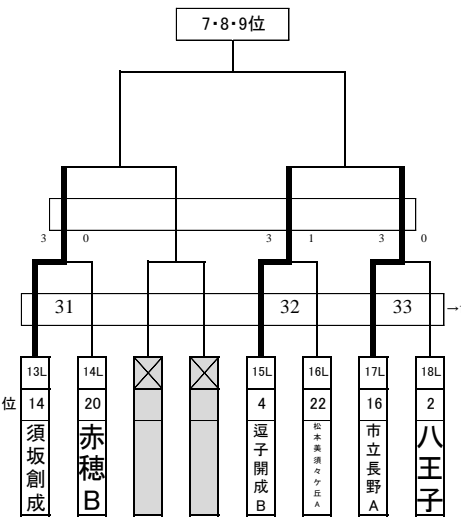 7・8・9位
3 0 3 1 3 0
31 32 33 →
13L 14L 15L 16L 17L 18L
位 14 20 4 22 16 2
須坂創成
赤穂B
逗子開成B
松本美須々ケ丘A
市立長野A
八王子